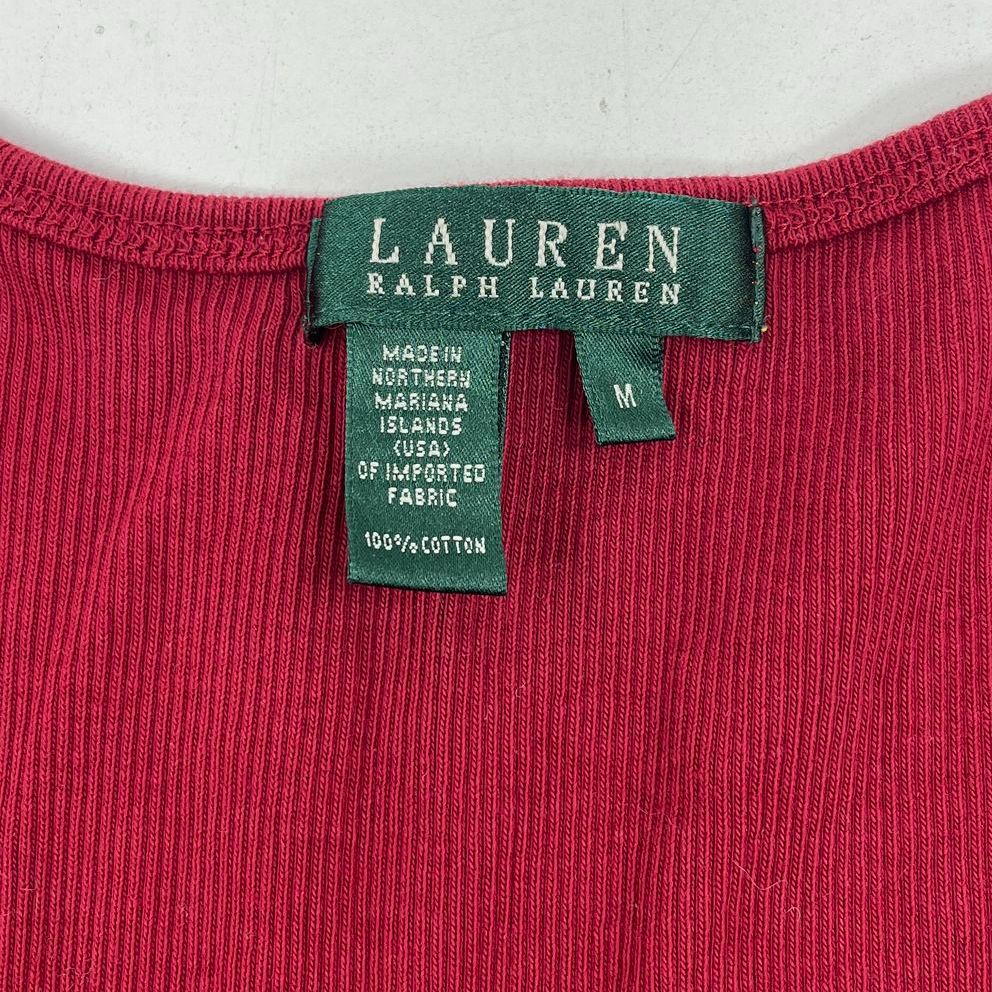 LAUREN
RALPH LAUREN
MADE IN
NORTHERN
MARIANA
ISLANDS
(USA)
OF IMPORTED
FABRIC
100% COTTON
M